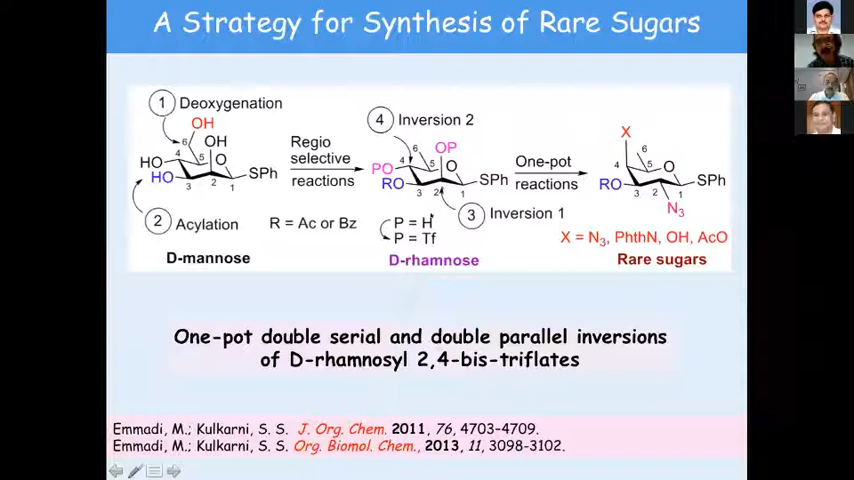 A Strategy for Synthesis of Rare Sugars
1 Deoxygenation
OH
6
OH
4
5
O
HO
HO
SPh
3
2
1
2 Acylation
D-mannose
Regio
selective
reactions
R = Ac or Bz
4 Inversion 2
6
OP
4
5
O
PO
RO
SPh
3
2
1
3 Inversion 1
P = H
P = Tf
D-rhamnose
One-pot
reactions
X
6
4
5
O
RO
SPh
3
2
1
N3
X = N3, PhthN, OH, AcO
Rare sugars
One-pot double serial and double parallel inversions
of D-rhamnosyl 2,4-bis-triflates
Emmadi, M.; Kulkarni, S. S. J. Org. Chem. 2011, 76, 4703-4709.
Emmadi, M.; Kulkarni, S. S. Org. Biomol. Chem., 2013, 11, 3098-3102.